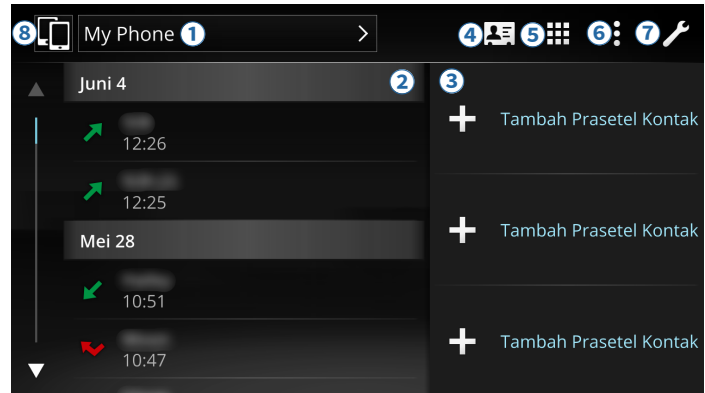 8 My Phone 1 4 5 6 7
Juni 4 2 3
12:26
Tambah Prasetel Kontak
12:25
Mei 28
Tambah Prasetel Kontak
10:51
10:47
Tambah Prasetel Kontak